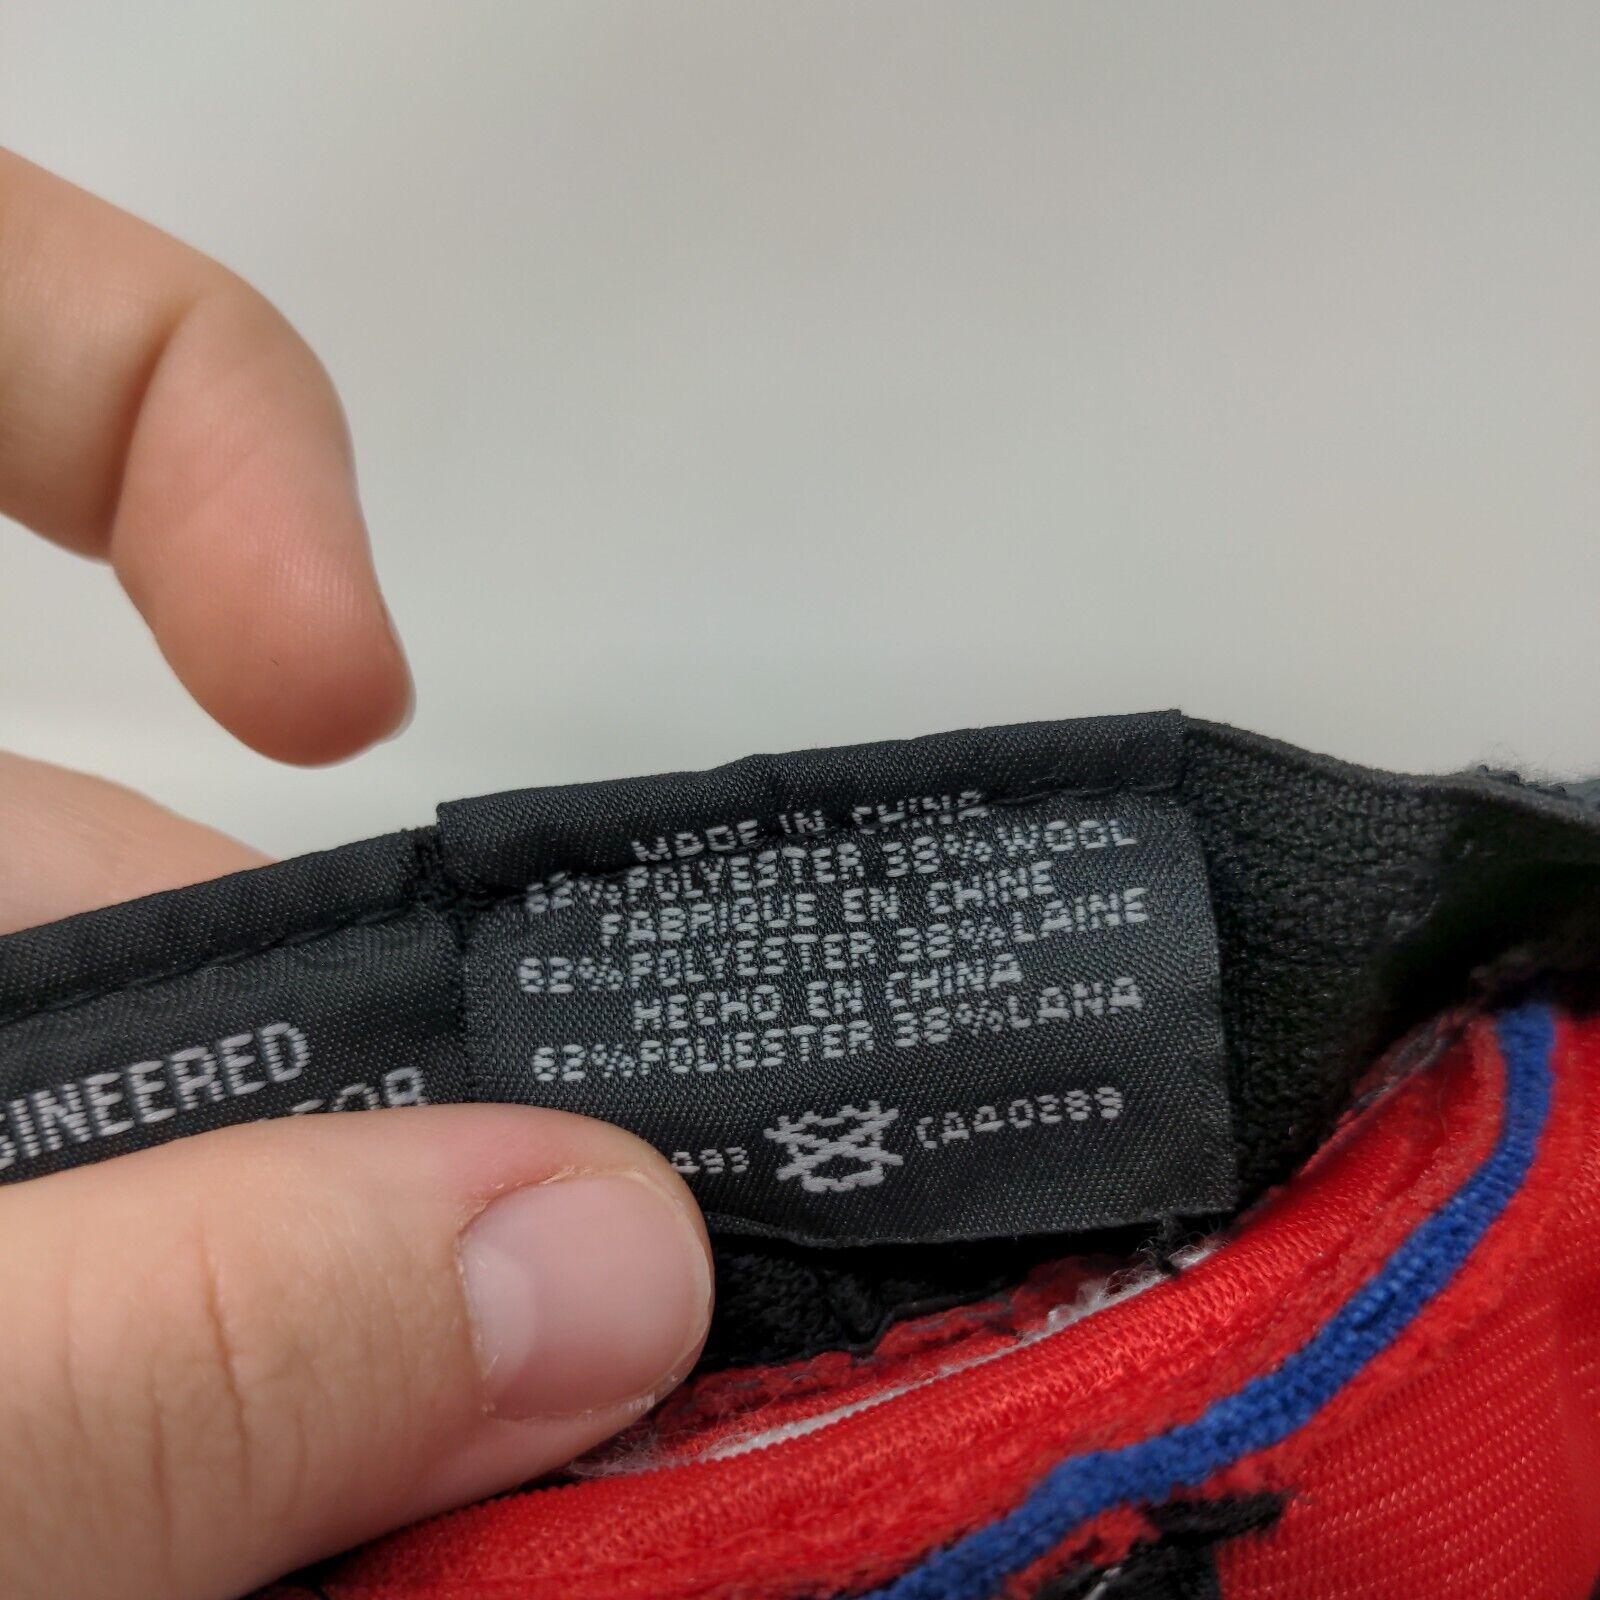 MADE IN CHINA
62%POLYESTER 38%WOOL
FABRIQUE EN CHINE
62%POLYESTER 38%LAINE
HECHO EN CHINA
62%POLIESTER 38%LANA
CA40289
GINEERED
FOR